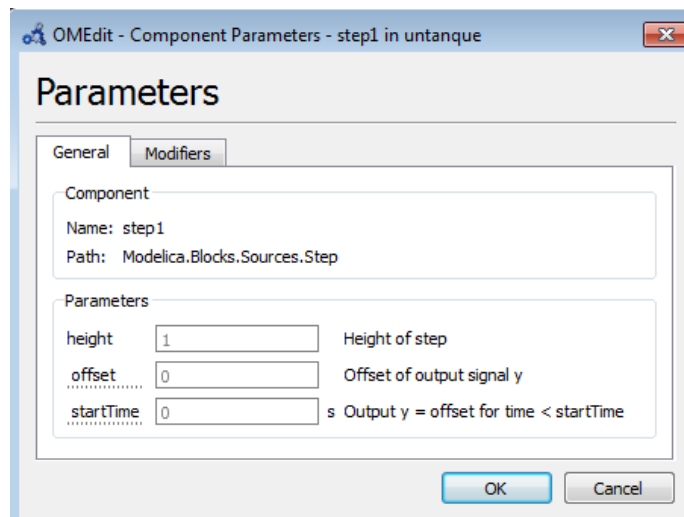 OMEdit - Component Parameters - step1 in untanque
Parameters
General Modifiers
Component
Name: step1
Path: Modelica.Blocks.Sources.Step
Parameters
height 1 Height of step
offset 0 Offset of output signal y
startTime 0 s Output y = offset for time < startTime
OK Cancel